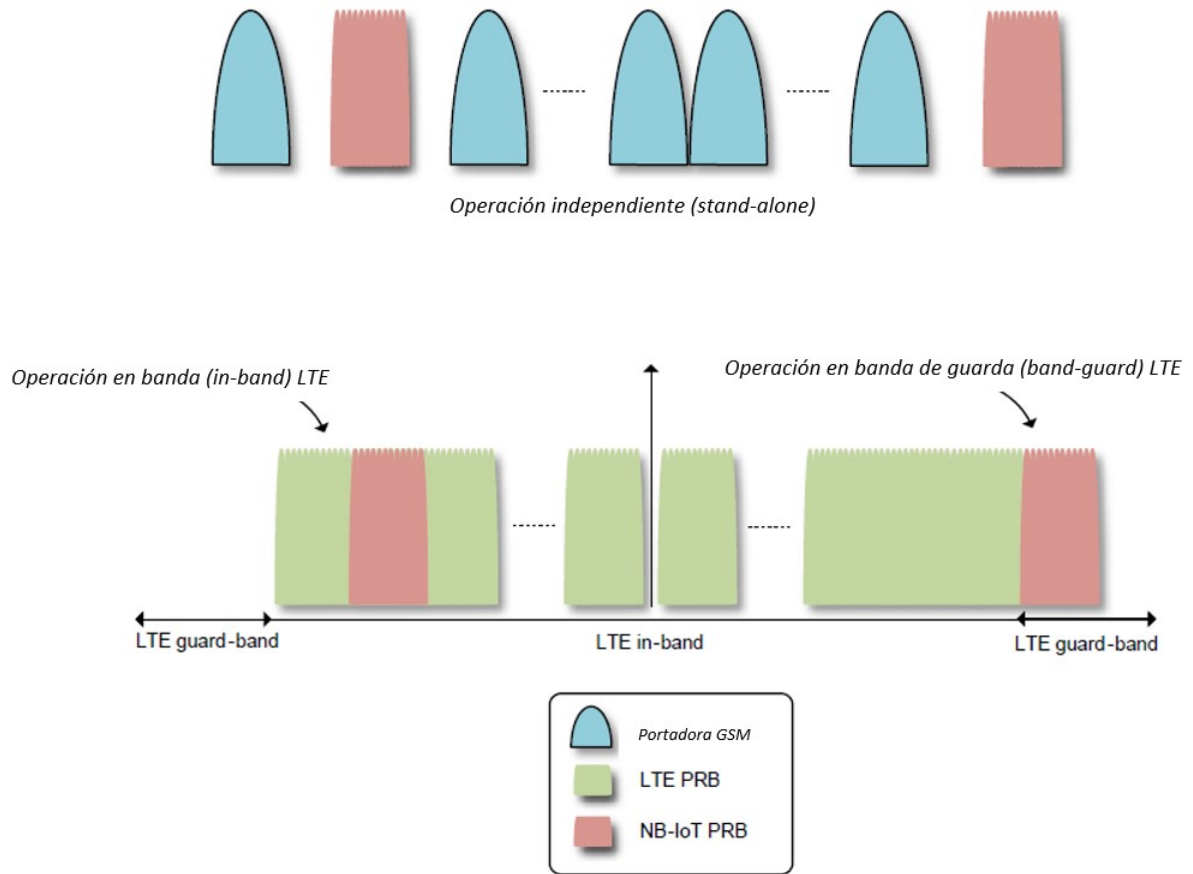 Operación independiente (stand-alone)
Operación en banda (in-band) LTE
Operación en banda de guarda (band-guard) LTE
LTE guard-band
LTE in-band
LTE guard-band
Portadora GSM
LTE PRB
NB-IoT PRB